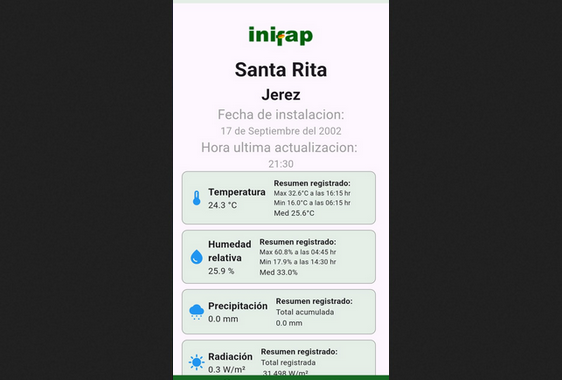 inifap
Santa Rita
Jerez
Fecha de instalacion:
17 de Septiembre del 2002
Hora ultima actualizacion:
21:30
Temperatura
24.3 °C
Resumen registrado:
Max 32.6°C a las 16:15 hr
Min 16.0°C a las 06:15 hr
Med 25.6°C
Humedad
relativa
25.9 %
Resumen registrado:
Max 60.8% a las 04:45 hr
Min 17.9% a las 14:30 hr
Med 33.0%
Precipitación
0.0 mm
Resumen registrado:
Total acumulada
0.0 mm
Radiación
0.3 W/m²
Resumen registrado:
Total registrada
31,498 W/m²